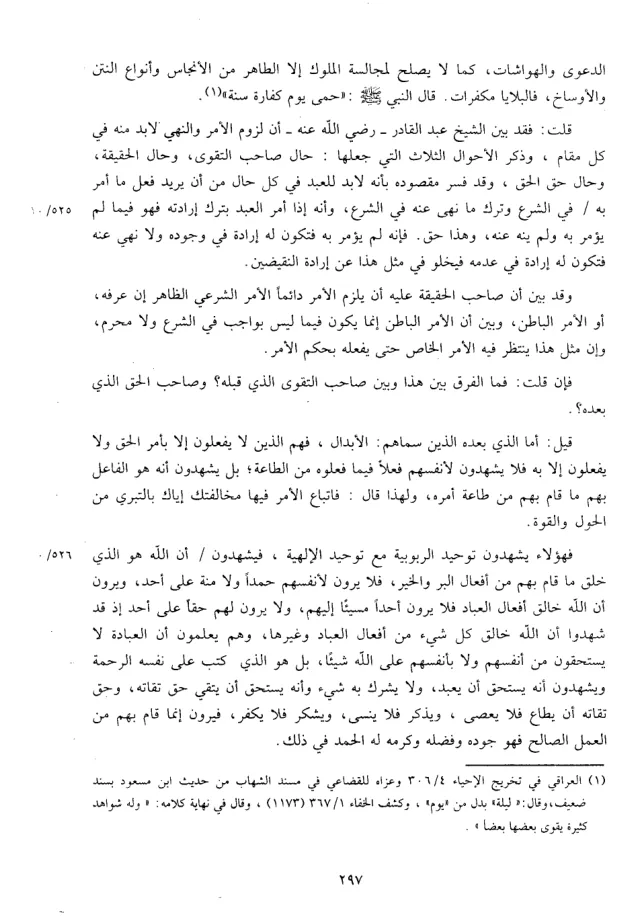 الدعوى والهواشات، كما لا يصلح لمجالسة الملوك إلا الطاهر من الأنجاس وأنواع النتن
والأوساخ، فالبلايا مكفرات. قال النبي ﷺ: «حمى يوم كفارة سنة»(١).
قلت: فقد بين الشيخ عبد القادر ـ رضي الله عنه ـ أن لزوم الأمر والنهي لابد منه في
كل مقام ، وذكر الأحوال الثلاث التي جعلها : حال صاحب التقوى، وحال الحقيقة،
وحال حق الحق ، وقد فسر مقصوده بأنه لابد للعبد في كل حال من أن يريد فعل ما أمر
به / في الشرع وترك ما نهى عنه في الشرع، وأنه إذا أمر العبد بترك إرادته فهو فيما لم ١٠/٥٢٥
يؤمر به ولم ينه عنه، وهذا حق. فإنه لم يؤمر به فتكون له إرادة في وجوده ولا نهي عنه
فتكون له إرادة في عدمه فيخلو في مثل هذا عن إرادة النقيضين.
وقد بين أن صاحب الحقيقة عليه أن يلزم الأمر دائماً الأمر الشرعي الظاهر إن عرفه،
أو الأمر الباطن، وبين أن الأمر الباطن إنما يكون فيما ليس بواجب في الشرع ولا محرم،
وإن مثل هذا ينتظر فيه الأمر الخاص حتى يفعله بحكم الأمر.
فإن قلت: فما الفرق بين هذا وبين صاحب التقوى الذي قبله؟ وصاحب الحق الذي
بعده؟.
قيل: أما الذي بعده الذين سماهم: الأبدال ، فهم الذين لا يفعلون إلا بأمر الحق ولا
يفعلون إلا به فلا يشهدون لأنفسهم فعلاً فيما فعلوه من الطاعة؛ بل يشهدون أنه هو الفاعل
بهم ما قام بهم من طاعة أمره، ولهذا قال : فاتباع الأمر فيها مخالفتك إياك بالتبري من
الحول والقوة.
فهؤلاء يشهدون توحيد الربوبية مع توحيد الإلهية ، فيشهدون / أن الله هو الذي ٠/٥٢٦
خلق ما قام بهم من أفعال البر والخير، فلا يرون لأنفسهم حمداً ولا منة على أحد، ويرون
أن الله خالق أفعال العباد فلا يرون أحداً مسيئًا إليهم، ولا يرون لهم حقاً على أحد إذ قد
شهدوا أن الله خالق كل شيء من أفعال العباد وغيرها، وهم يعلمون أن العبادة لا
يستحقون من أنفسهم ولا بأنفسهم على الله شيئًا، بل هو الذي كتب على نفسه الرحمة
ويشهدون أنه يستحق أن يعبد، ولا يشرك به شيء وأنه يستحق أن يتقي حق تقاته، وحق
تقاته أن يطاع فلا يعصى ، ويذكر فلا ينسى، ويشكر فلا يكفر، فيرون إنما قام بهم من
العمل الصالح فهو جوده وفضله وكرمه له الحمد في ذلك.
(١) العراقي في تخريج الإحياء ٣٠٦/٤ وعزاه للقضاعي في مسند الشهاب من حديث ابن مسعود بسند
ضعيف،وقال:« ليلة» بدل من «يوم» ، وكشف الخفاء ٣٦٧/١ (١١٧٣) ، وقال في نهاية كلامه: « وله شواهد
كثيرة يقوى بعضها بعضاً » .
٢٩٧